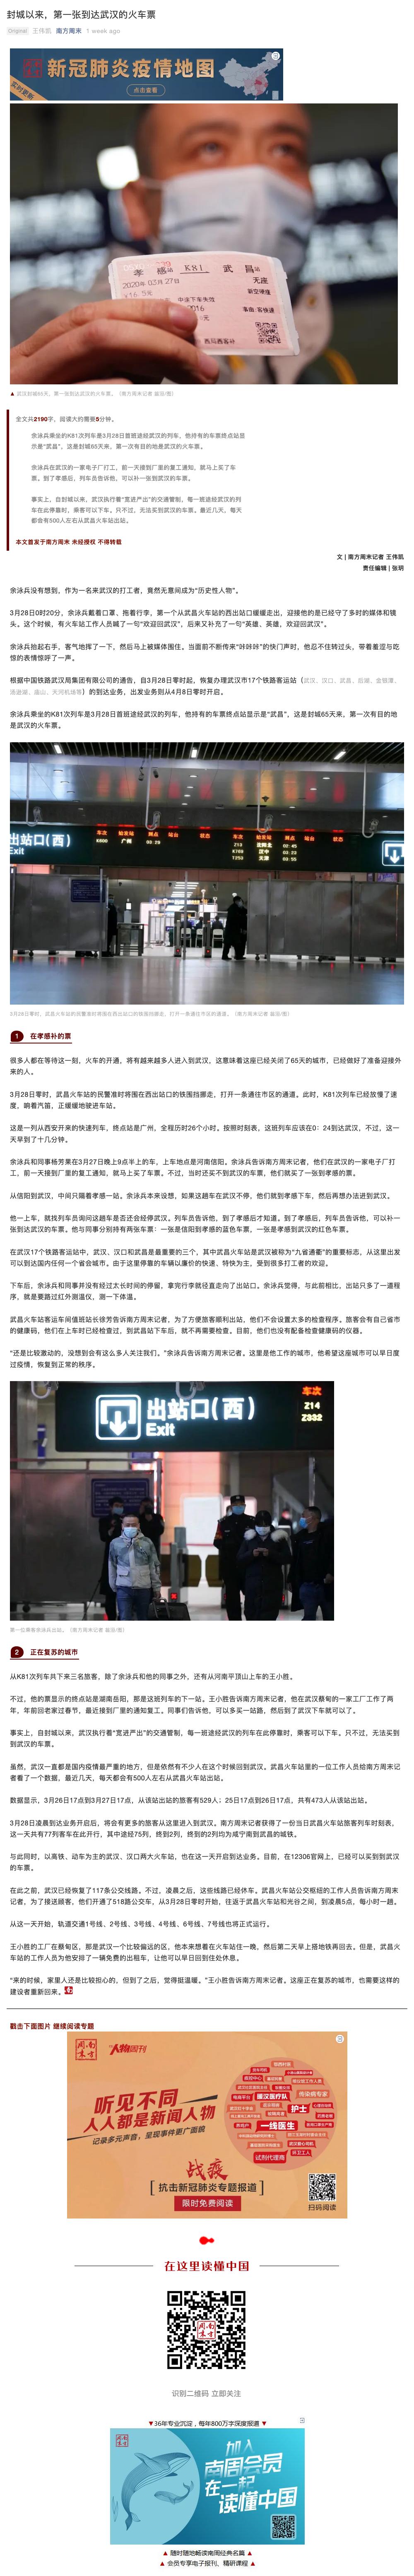 封城以来，第一张到达武汉的火车票
Original 王伟凯 南方周末 1 week ago
实时更新
新冠肺炎疫情地图
点击查看
孝感站 K81 武昌
2020年03月27日
无座
新空硬座
中途下车失效
▲ 武汉封城65天，第一张到达武汉的火车票。（南方周末记者 翁洹/图）
全文共2190字，阅读大约需要5分钟。
余泳兵乘坐的K81次列车是3月28日首班途经武汉的列车，他持有的车票终点站显
示是“武昌”，这是封城65天来，第一次有目的地是武汉的火车票。
余泳兵在武汉的一家电子厂打工，前一天接到厂里的复工通知，就马上买了车
票。到了孝感后，列车员告诉他，可以补一张到武汉的车票。
事实上，自封城以来，武汉执行着“宽进严出”的交通管制，每一班途经武汉的列
车在此停靠时，乘客可以下车。只不过，无法买到武汉的车票。最近几天，每天
都会有500人左右从武昌火车站出站。
本文首发于南方周末 未经授权 不得转载
文 | 南方周末记者 王伟凯
责任编辑 | 张玥
余泳兵没有想到，作为一名来武汉的打工者，竟然无意间成为“历史性人物”。
3月28日0时20分，余泳兵戴着口罩、拖着行李，第一个从武昌火车站的西出站口缓缓走出，迎接他的是已经守了多时的媒体和镜
头。这个时候，有火车站工作人员喊了一句“欢迎回武汉”，后来又补充了一句“英雄、英雄，欢迎回武汉”。
余泳兵先是拱起手，客气地挥了一下，然后马上被媒体围住。当面前不断传来“咔咔咔”的快门声时，他忍不住转过头，带着羞涩与吃
惊的表情惊呼了一声。
根据中国铁路武汉局集团有限公司的通告，自3月28日零时起，恢复办理武汉市17个铁路客运站（武汉、汉口、武昌、后湖、金银潭、
汤逊湖、庙山、天河机场等）的到达业务，出发业务则从4月8日零时开启。
余泳兵乘坐的K81次列车是3月28日首班途经武汉的列车，他持有的车票终点站显示是“武昌”，这是封城65天来，第一次有目的地
是武汉的火车票。
出站口(西)
Exit
3月28日零时，武昌火车站的民警准时将围在西出站口的铁围挡挪走，打开一条通往市区的通道。（南方周末记者 翁洹/图）
1 在孝感补的票
很多人都在等待这一刻，火车的开通，将有越来越多人进入到武汉，这意味着这座已经关闭了65天的城市，已经做好了准备迎接外
来的人。
3月28日零时，武昌火车站的民警准时将围在西出站口的铁围挡挪走，打开一条通往市区的通道。此时，K81次列车已经放慢了速
度，响着汽笛，正缓缓地驶进车站。
这是一列从西安开来的快速列车，终点站是广州，全程历时26个小时。按照时刻表，这班列车应该在0：24到达武汉，不过，这一
天早到了十几分钟。
余泳兵和同事杨芳果在3月27日晚上9点半上的车，上车地点是河南信阳。余泳兵告诉南方周末记者，他们在武汉的一家电子厂打
工，前一天接到厂里的复工通知，就马上买了车票。不过，当时还买不到武汉的车票，他们就买了一张到孝感的票。
从信阳到武汉，中间只隔着孝感一站。余泳兵本来设想，如果这趟车在武汉不停，他们就到孝感下车，然后再想办法进到武汉。
他一上车，就找列车员询问这趟车是否还会经停武汉。列车员告诉他，到了孝感后才知道。到了孝感后，列车员告诉他，可以补一
张到达武汉的车票。他与同事分别持有两张车票：一张是信阳到孝感的蓝色车票，一张是孝感到武汉的红色车票。
在武汉17个铁路客运站中，武汉、汉口和武昌是最重要的三个，其中武昌火车站是武汉被称为“九省通衢”的重要标志，从这里出发
可以到达国内任何一个省会城市。由于这里停靠的车辆以廉价的快速、特快为主，受到很多打工者的欢迎。
下车后，余泳兵和同事并没有经过太长时间的停留，拿完行李就径直走向了出站口。余泳兵觉得，与此前相比，出站只多了一道程
序，就是要路过红外测温仪，测一下体温。
武昌火车站客运车间值班站长徐芳告诉南方周末记者，为了方便旅客顺利出站，他们不会设置太多的检查程序。旅客会有自己省市
的健康码，他们在上车时已经检查过，到武昌站下车后，就不再需要检查。目前，他们也没有配备检查健康码的仪器。
“还是比较激动的，没想到会有这么多人关注我们。”余泳兵告诉南方周末记者。这里是他工作的城市，他希望这座城市可以早日度
过疫情，恢复到正常的秩序。
出站口(西)
Exit
车次
Z14
Z332
第一位乘客余泳兵出站。（南方周末记者 翁洹/图）
2 正在复苏的城市
从K81次列车共下来三名旅客，除了余泳兵和他的同事之外，还有从河南平顶山上车的王小胜。
不过，他的票显示的终点站是湖南岳阳，那是这班列车的下一站。王小胜告诉南方周末记者，他在武汉蔡甸的一家工厂工作了两
年，年前回老家过春节，最近接到厂里的通知复工。同事们告诉他，可以多买一站路，然后到了武汉下车就可以了。
事实上，自封城以来，武汉执行着“宽进严出”的交通管制，每一班途经武汉的列车在此停靠时，乘客可以下车。只不过，无法买到
到武汉的车票。
虽然，武汉一直都是国内疫情最严重的地方，但是依然有不少人在这个时候回到武汉。武昌火车站里的一位工作人员给南方周末记
者看了一个数据，最近几天，每天都会有500人左右从武昌火车站出站。
数据显示，3月26日17点到3月27日17点，从该站出站的旅客有529人；25日17点到26日17点，共有473人从该站出站。
3月28日凌晨到达业务开启后，将会有更多的旅客从这里进入到武汉。南方周末记者获得了一份当日武昌火车站旅客列车时刻表，
这一天共有77列客车在此开行，其中途经75列，终到2列，终到的2列均为咸宁南到武昌的城铁。
与此同时，以高铁、动车为主的武汉、汉口两大火车站，也在这一天开启到达业务。目前，在12306官网上，已经可以买到到武汉
的车票。
在此之前，武汉已经恢复了117条公交线路。不过，凌晨之后，这些线路已经休车。武昌火车站公交枢纽的工作人员告诉南方周末
记者，为了接送顾客，他们开通了518路公交车，从3月28日零时开始，往返于武昌火车站和光谷之间，到凌晨5点，每小时一趟。
从这一天开始，轨道交通1号线、2号线、3号线、4号线、6号线、7号线也将正式运行。
王小胜的工厂在蔡甸区，那是武汉一个比较偏远的区，他本来想着在火车站住一晚，然后第二天早上搭地铁再回去。但是，武昌火
车站的工作人员为他安排了一辆免费的出租车，让他可以早日回到住处休息。
“来的时候，家里人还是比较担心的，但到了之后，觉得挺温暖。”王小胜告诉南方周末记者。这座正在复苏的城市，也需要这样的
建设者重新回来。
戳击下面图片 继续阅读专题
南方周末
南方人物周刊
听见不同
人人都是新闻人物
记录多元声音，呈现事件更广面貌
战疫
[ 抗击新冠肺炎专题报道 ]
限时免费阅读
雷神医疗队
传染病专家
护士
一线医生
试剂代理商
环卫工人
扫码阅读
在这里读懂中国
南方周末
识别二维码 立即关注
▼36年专业沉淀，每年800万字深度报道 ▼
加入
南周会员
在一起
读懂中国
▲ 随时随地畅读南周经典名篇 ▲
▲ 会员专享电子报刊，精研课程 ▲